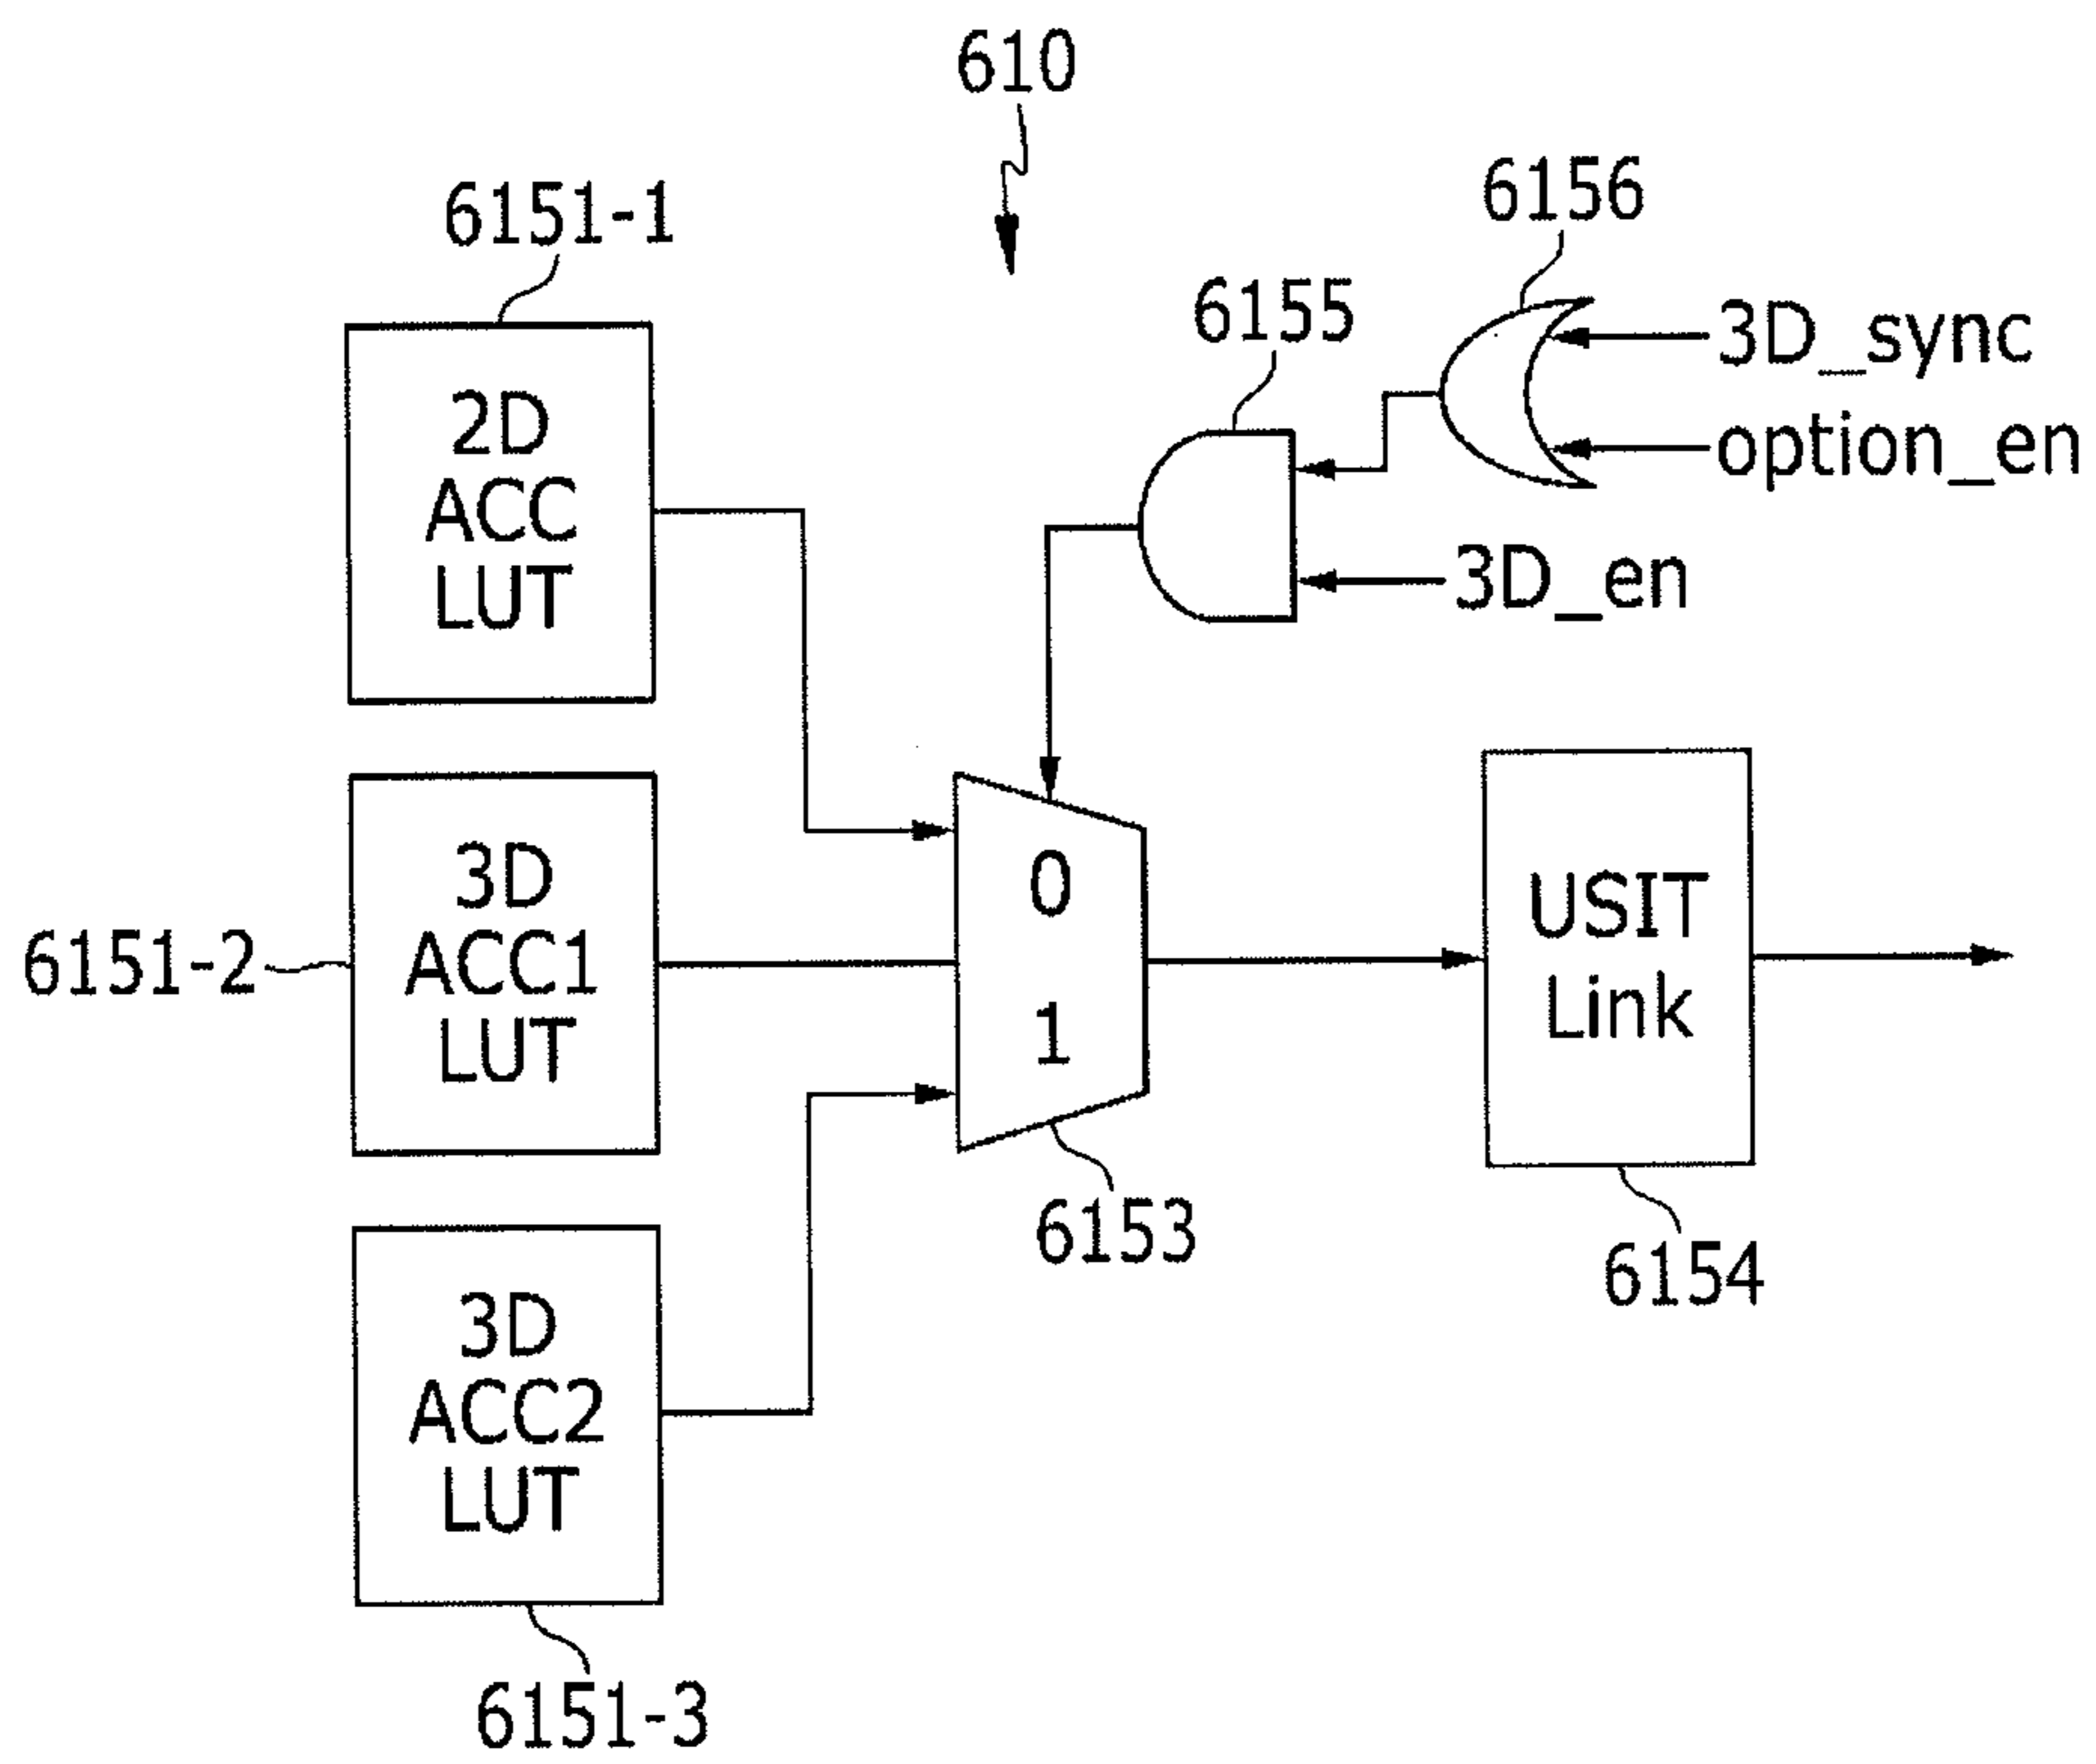 610
6151-1
6156
6155
3D_sync
option_en
3D_en
2D
ACC
LUT
3D
ACC1
LUT
6151-2
0
1
USIT
Link
6153
6154
3D
ACC2
LUT
6151-3